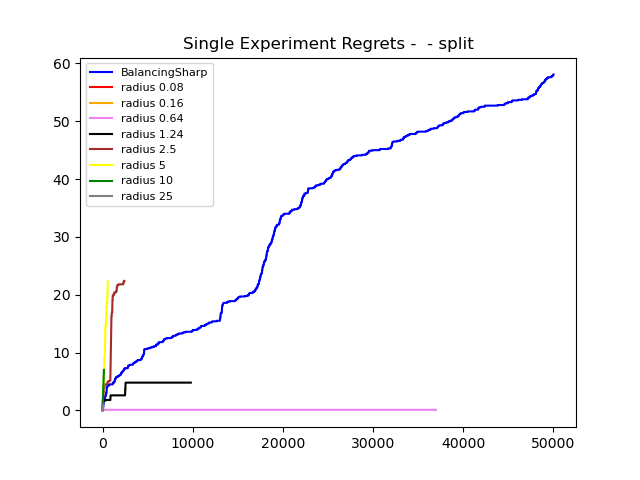 Single Experiment Regrets -  - split
60
50
40
30
20
10
0
BalancingSharp
radius 0.08
radius 0.16
radius 0.64
radius 1.24
radius 2.5
radius 5
radius 10
radius 25
0 10000 20000 30000 40000 50000